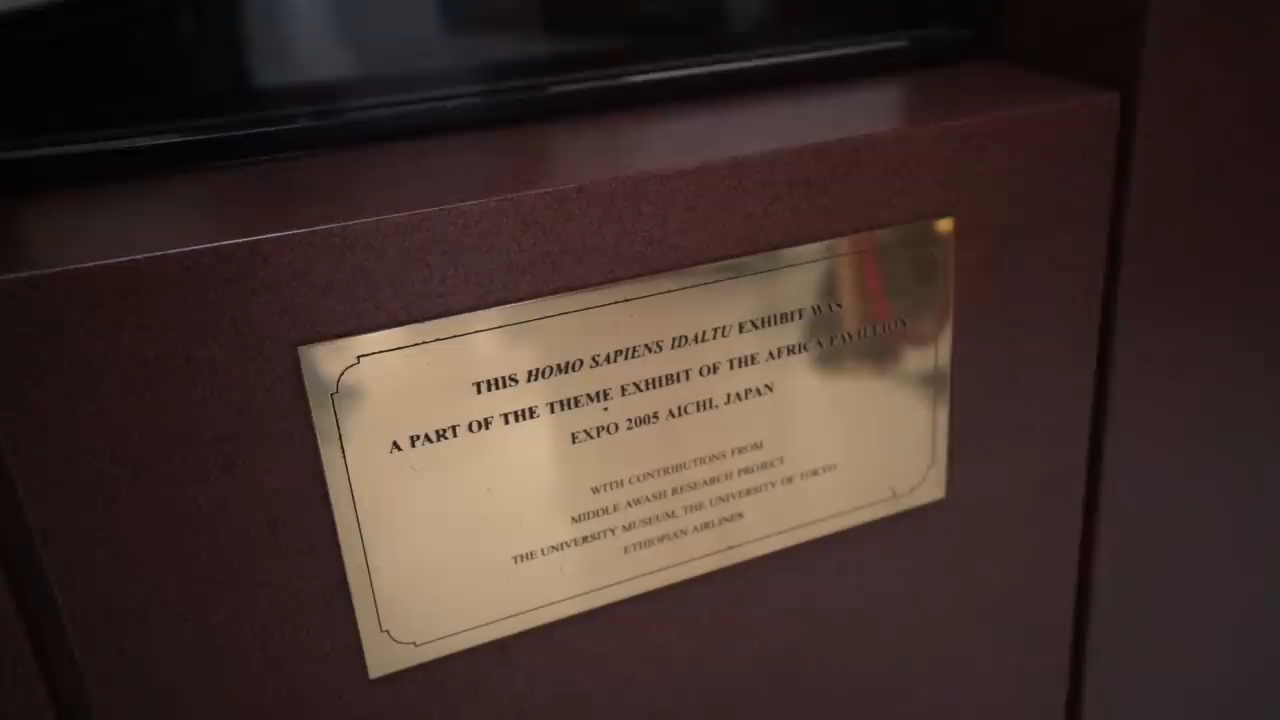 THIS HOMO SAPIENS IDALTU EXHIBIT WAS
A PART OF THE THEME EXHIBIT OF THE AFRICA PAVILLION
EXPO 2005 AICHI, JAPAN
WITH CONTRIBUTIONS FROM
MIDDLE AWASH RESEARCH PROJECT
THE UNIVERSITY MUSEUM, THE UNIVERSITY OF TOKYO
ETHIOPIAN AIRLINES